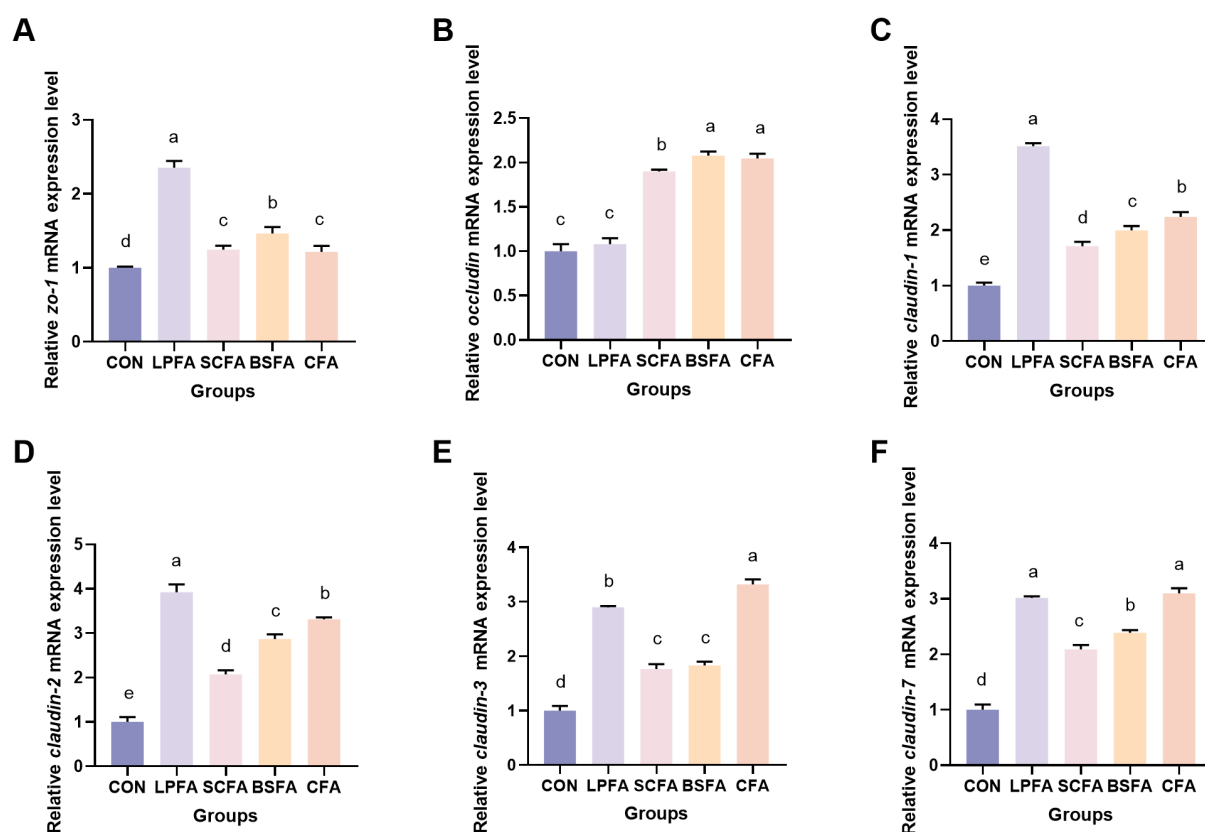 A
Relative zo-1 mRNA expression level
3
2
1
0
d
a
c
b
c
CON LPFA SCFA BSFA CFA
Groups
B
Relative occludin mRNA expression level
2.5
2.0
1.5
1.0
0.5
0.0
c
c
b
a
a
CON LPFA SCFA BSFA CFA
Groups
C
Relative claudin-1 mRNA expression level
4
3
2
1
0
e
a
d
c
b
CON LPFA SCFA BSFA CFA
Groups
D
Relative claudin-2 mRNA expression level
5
4
3
2
1
0
e
a
d
c
b
CON LPFA SCFA BSFA CFA
Groups
E
Relative claudin-3 mRNA expression level
4
3
2
1
0
d
b
c
c
a
CON LPFA SCFA BSFA CFA
Groups
F
Relative claudin-7 mRNA expression level
4
3
2
1
0
d
a
c
b
a
CON LPFA SCFA BSFA CFA
Groups